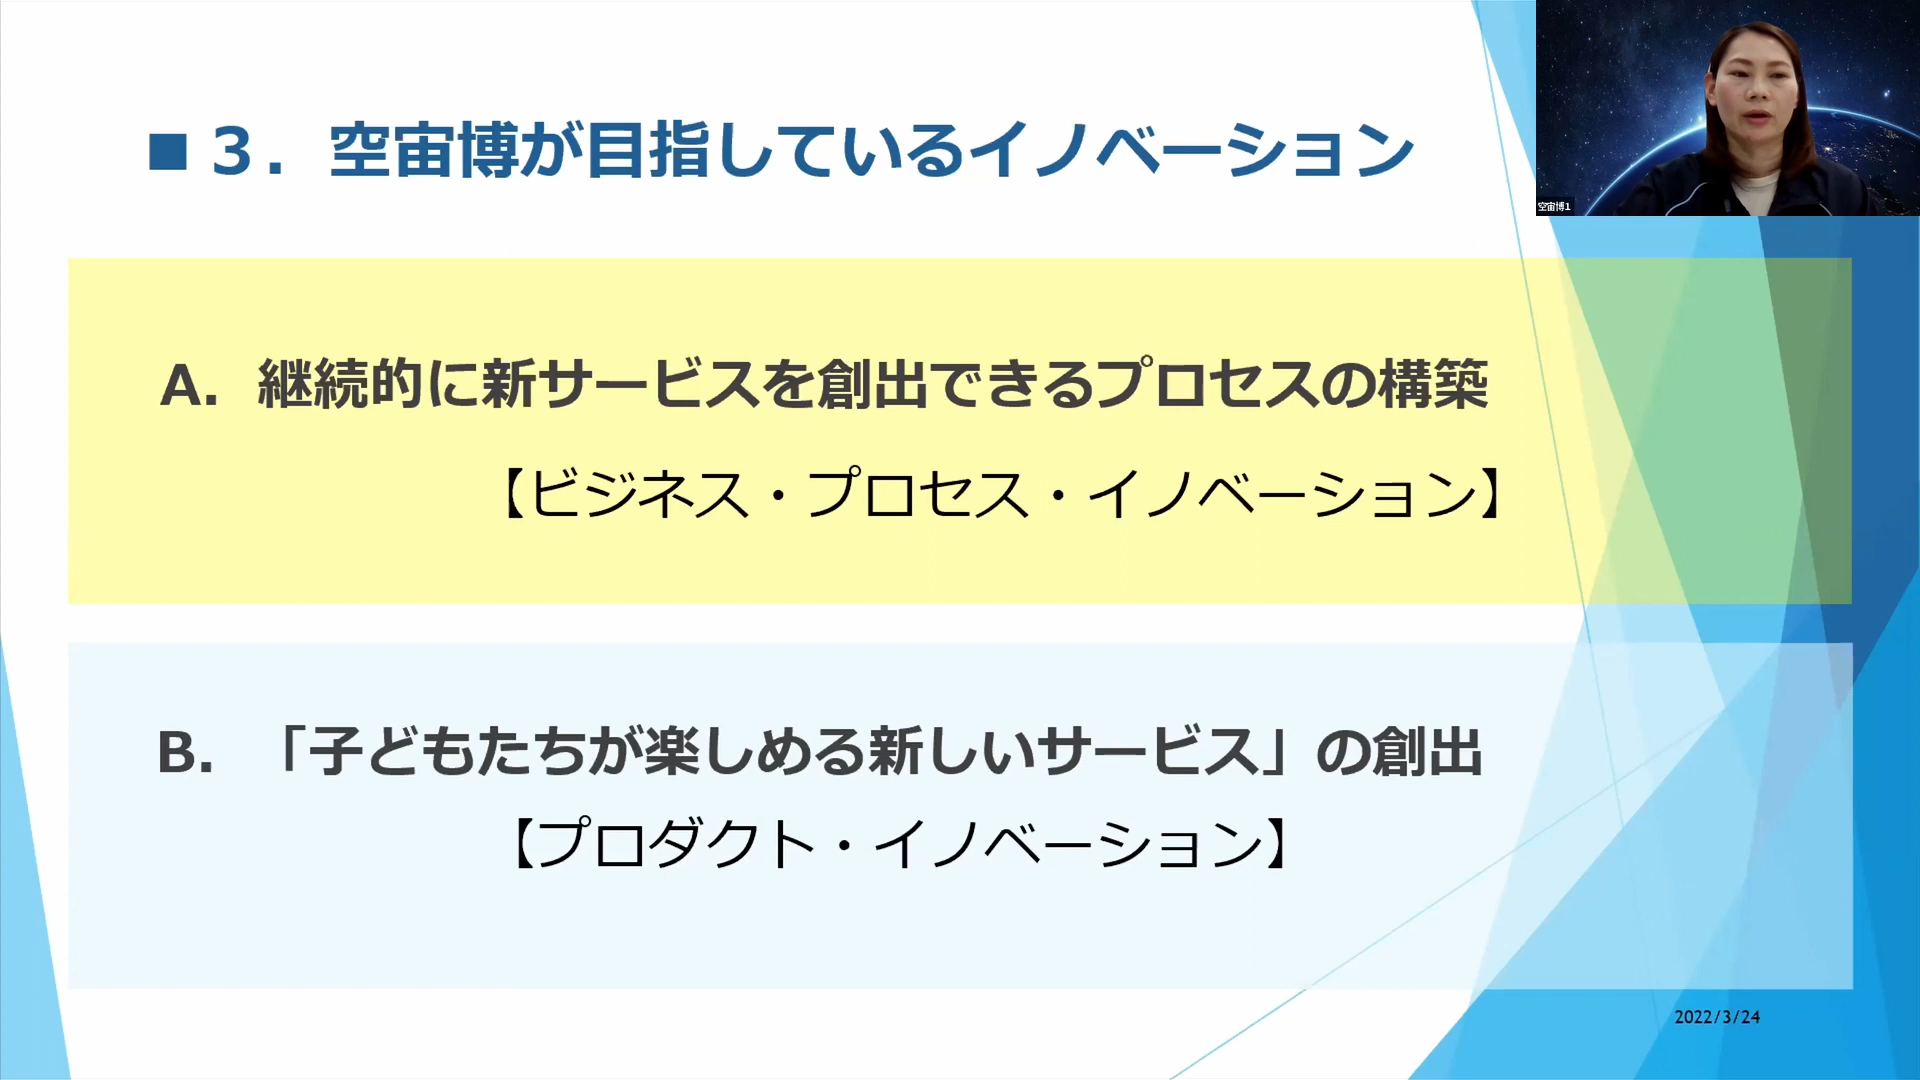 ■３．空宙博が目指しているイノベーション
空宙博1
A. 継続的に新サービスを創出できるプロセスの構築
【ビジネス・プロセス・イノベーション】
B. 「子どもたちが楽しめる新しいサービス」の創出
【プロダクト・イノベーション】
2022/3/24